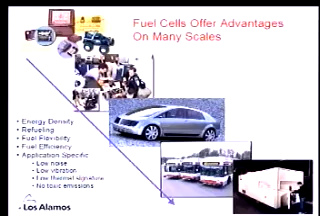 Fuel Cells Offer Advantages
On Many Scales
• Energy Density
• Refueling
• Fuel Flexibility
• Fuel Efficiency
• Application Specific
• Low noise
• Low vibration
• Low thermal signature
• No toxic emissions
• Los Alamos